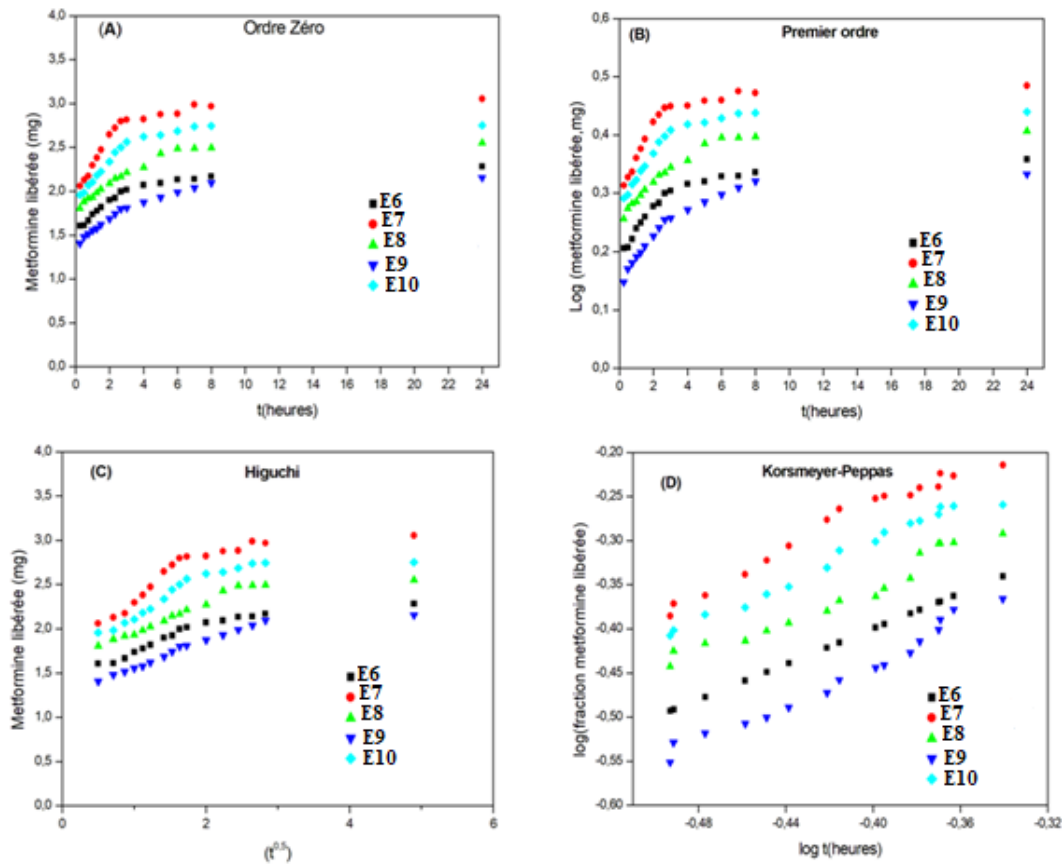 (A) Ordre Zéro
Metformine libérée (mg)
4,0
3,5
3,0
2,5
2,0
1,5
1,0
0,5
0,0
E6
E7
E8
E9
E10
0 2 4 6 8 10 12 14 16 18 20 22 24
t(heures)
(B) Premier ordre
Log (metformine libérée,mg)
0,6
0,5
0,4
0,3
0,2
0,1
0,0
E6
E7
E8
E9
E10
0 2 4 6 8 10 12 14 16 18 20 22 24
t(heures)
(C) Higuchi
Metformine libérée (mg)
4,0
3,5
3,0
2,5
2,0
1,5
1,0
0,5
0,0
E6
E7
E8
E9
E10
0 2 4 6
(t^0,5)
(D) Korsmeyer-Peppas
log(fraction metformine libérée)
-0,20
-0,25
-0,30
-0,35
-0,40
-0,45
-0,50
-0,55
-0,60
E6
E7
E8
E9
E10
-0,48 -0,44 -0,40 -0,36 -0,32
log t(heures)